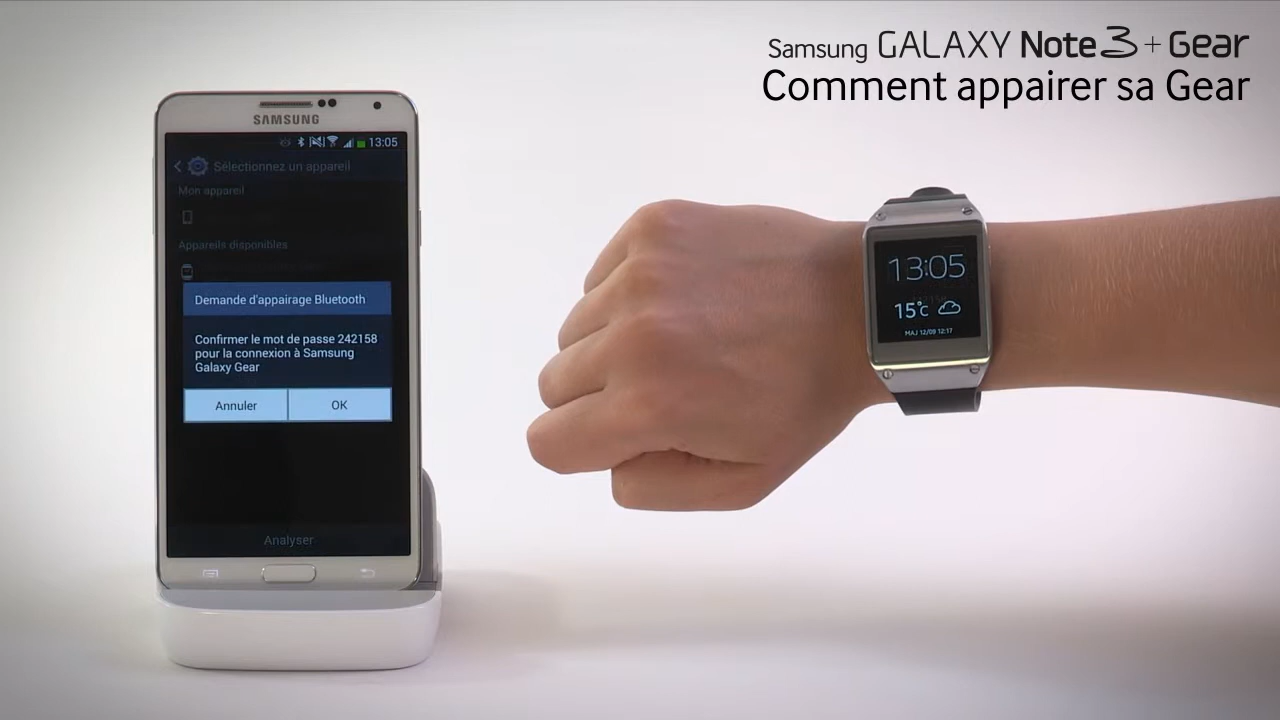 Samsung GALAXY Note 3 + Gear
Comment appairer sa Gear
SAMSUNG
13:05
Sélectionnez un appareil
Mon appareil
Appareils disponibles
Demande d'appairage Bluetooth
Confirmer le mot de passe 242158
pour la connexion à Samsung
Galaxy Gear
Annuler OK
Analyser
13:05
15°c
MAJ 12/09 12:17